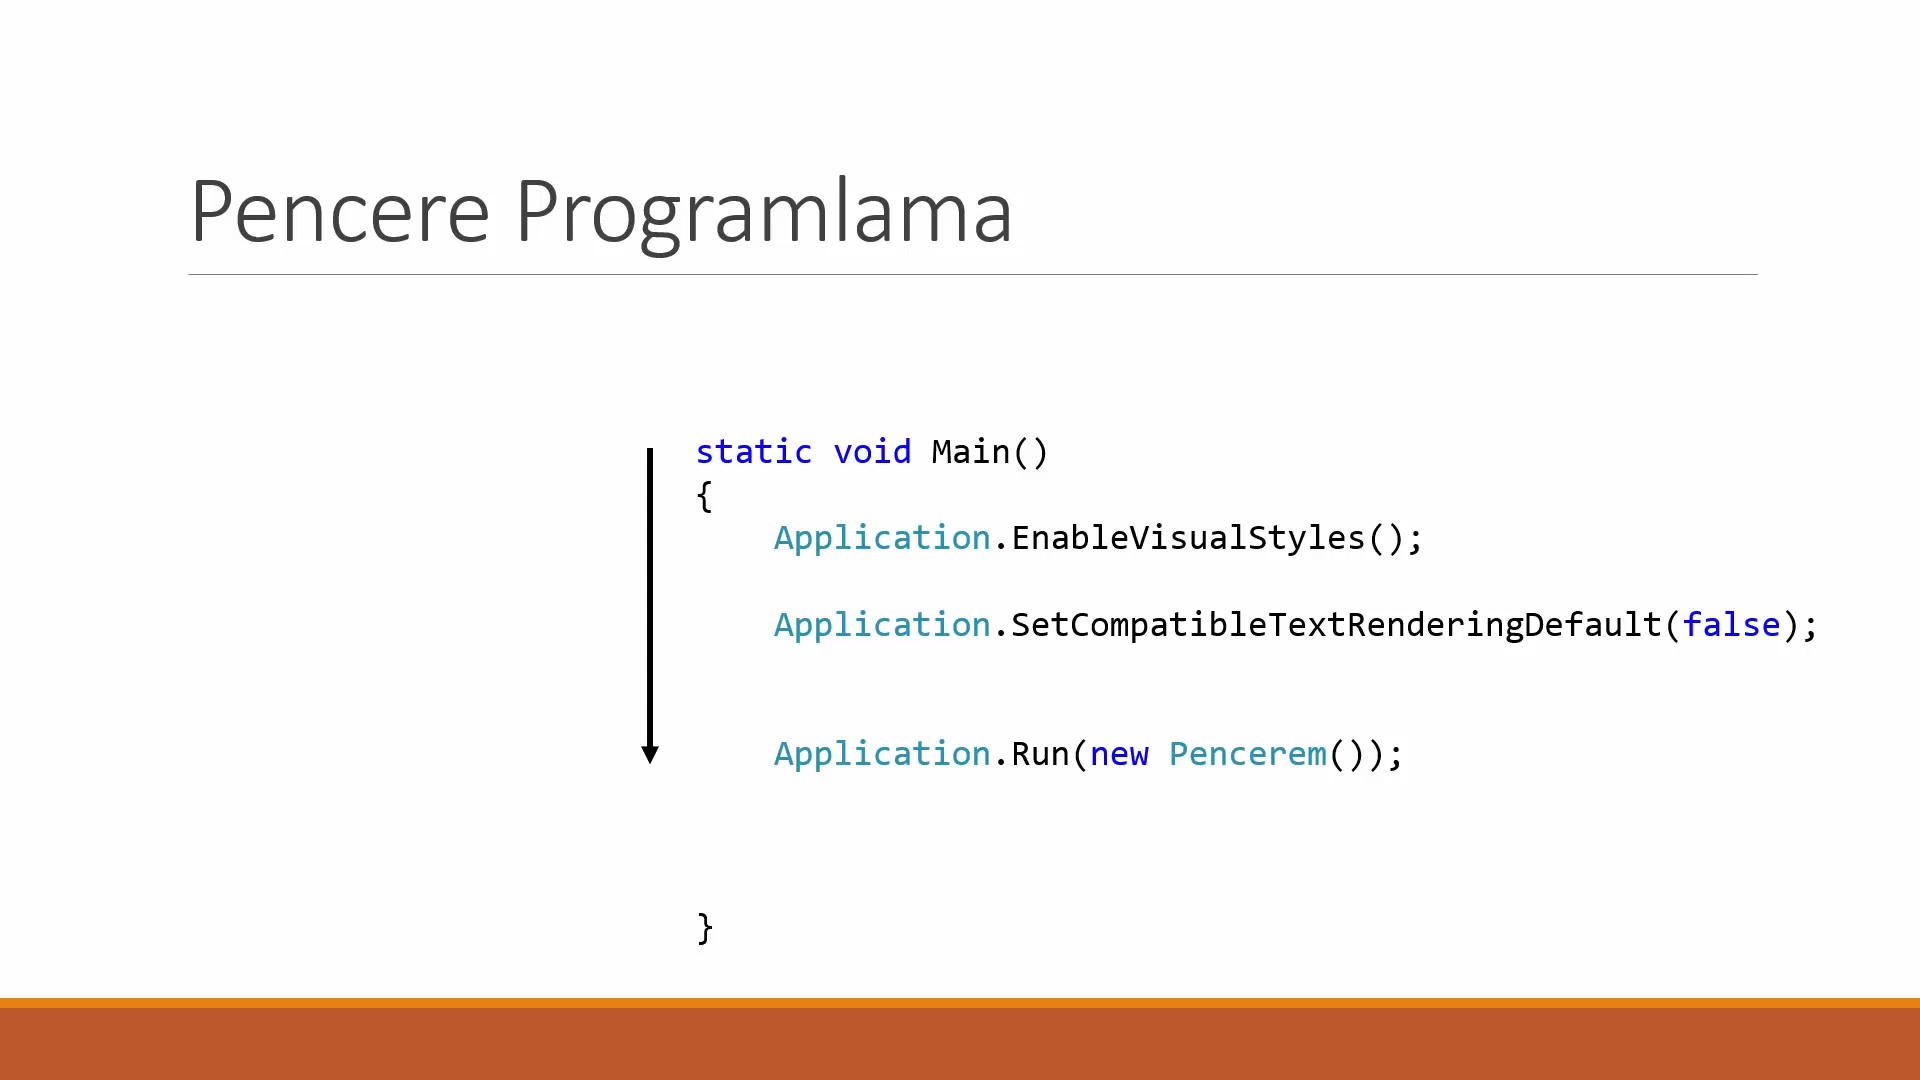 Pencere Programlama
static void Main()
{
Application.EnableVisualStyles();
Application.SetCompatibleTextRenderingDefault(false);
Application.Run(new Pencerem());
}